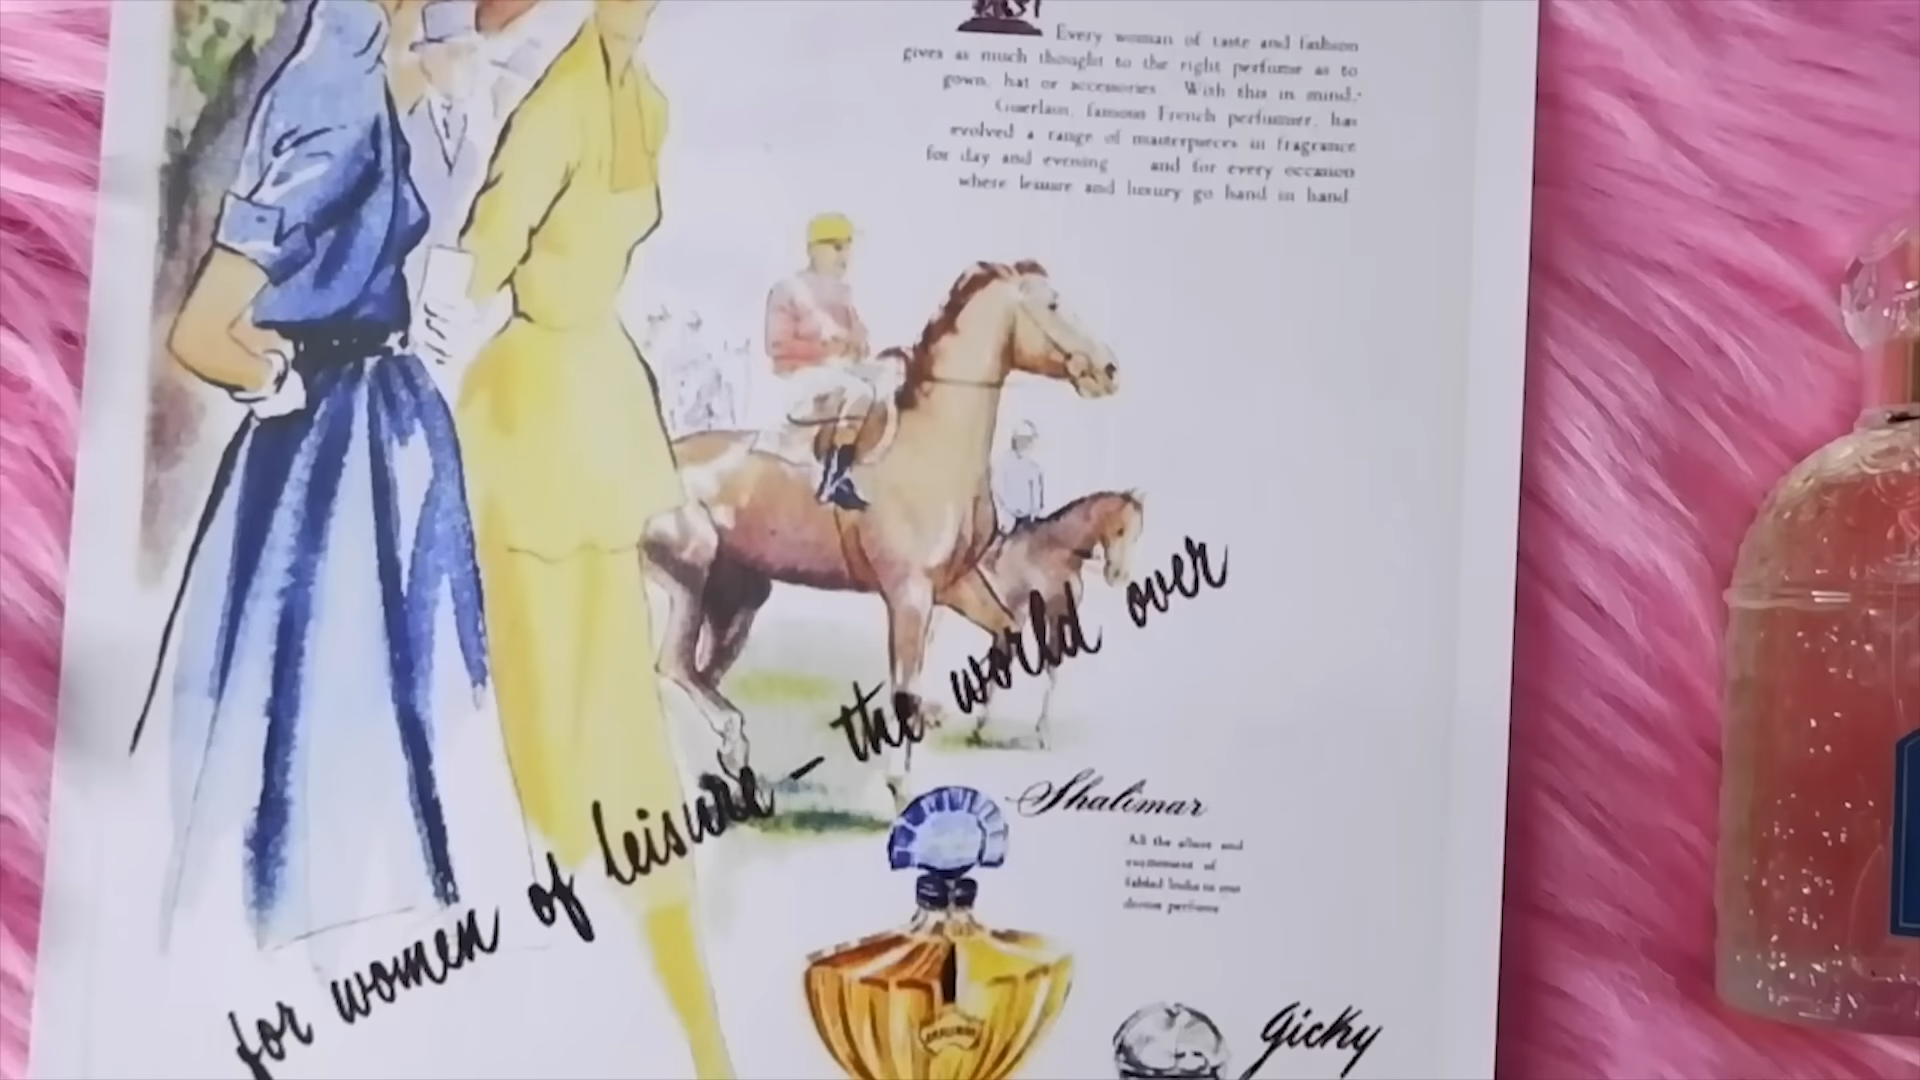 Every woman of taste and fashion
gives as much thought to the right perfume as to
gown, hat or accessories. With this in mind,
Guerlain, famous French perfumer, has
evolved a range of masterpieces in fragrance
for day and evening and for every occasion
where leisure and luxury go hand in hand
for women of leisure - the world over
Shalimar
All the allure and
excitement of
fabled India in one
perfume
gicky